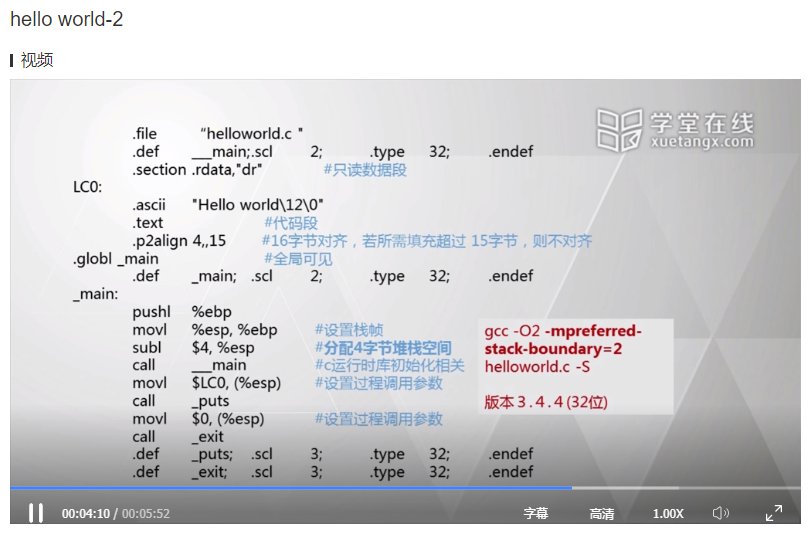 hello world-2
视频
学堂在线
xuetangx.com
.file “helloworld.c "
.def ___main;.scl 2; .type 32; .endef
.section .rdata,"dr" #只读数据段
LC0:
.ascii "Hello world\12\0"
.text #代码段
.p2align 4,,15 #16字节对齐，若所需填充超过 15字节，则不对齐
.globl _main #全局可见
.def _main; .scl 2; .type 32; .endef
_main:
pushl %ebp
movl %esp, %ebp #设置栈帧
subl $4, %esp #分配4字节堆栈空间
call ___main #c运行时库初始化相关
movl $LC0, (%esp) #设置过程调用参数
call _puts
movl $0, (%esp) #设置过程调用参数
call _exit
.def _puts; .scl 3; .type 32; .endef
.def _exit; .scl 3; .type 32; .endef
gcc -O2 -mpreferred-
stack-boundary=2
helloworld.c -S
版本 3 . 4 . 4 (32位)
00:04:10 / 00:05:52 字幕 高清 1.00X